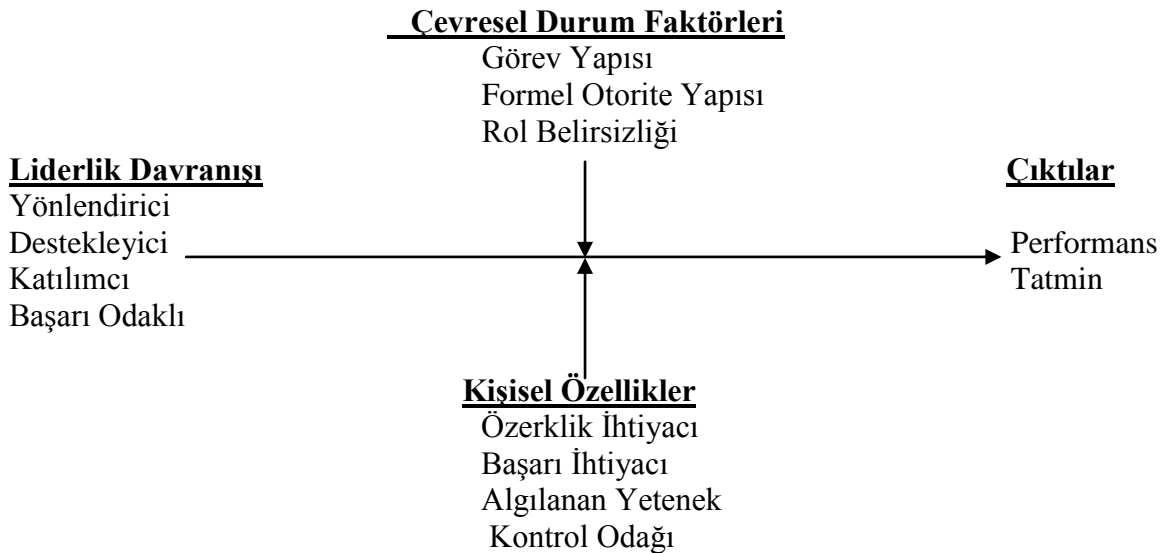 Çevresel Durum Faktörleri
Görev Yapısı
Formel Otorite Yapısı
Rol Belirsizliği
Liderlik Davranışı
Yönlendirici
Destekleyici
Katılımcı
Başarı Odaklı
Çıktılar
Performans
Tatmin
Kişisel Özellikler
Özerklik İhtiyacı
Başarı İhtiyacı
Algılanan Yetenek
Kontrol Odağı